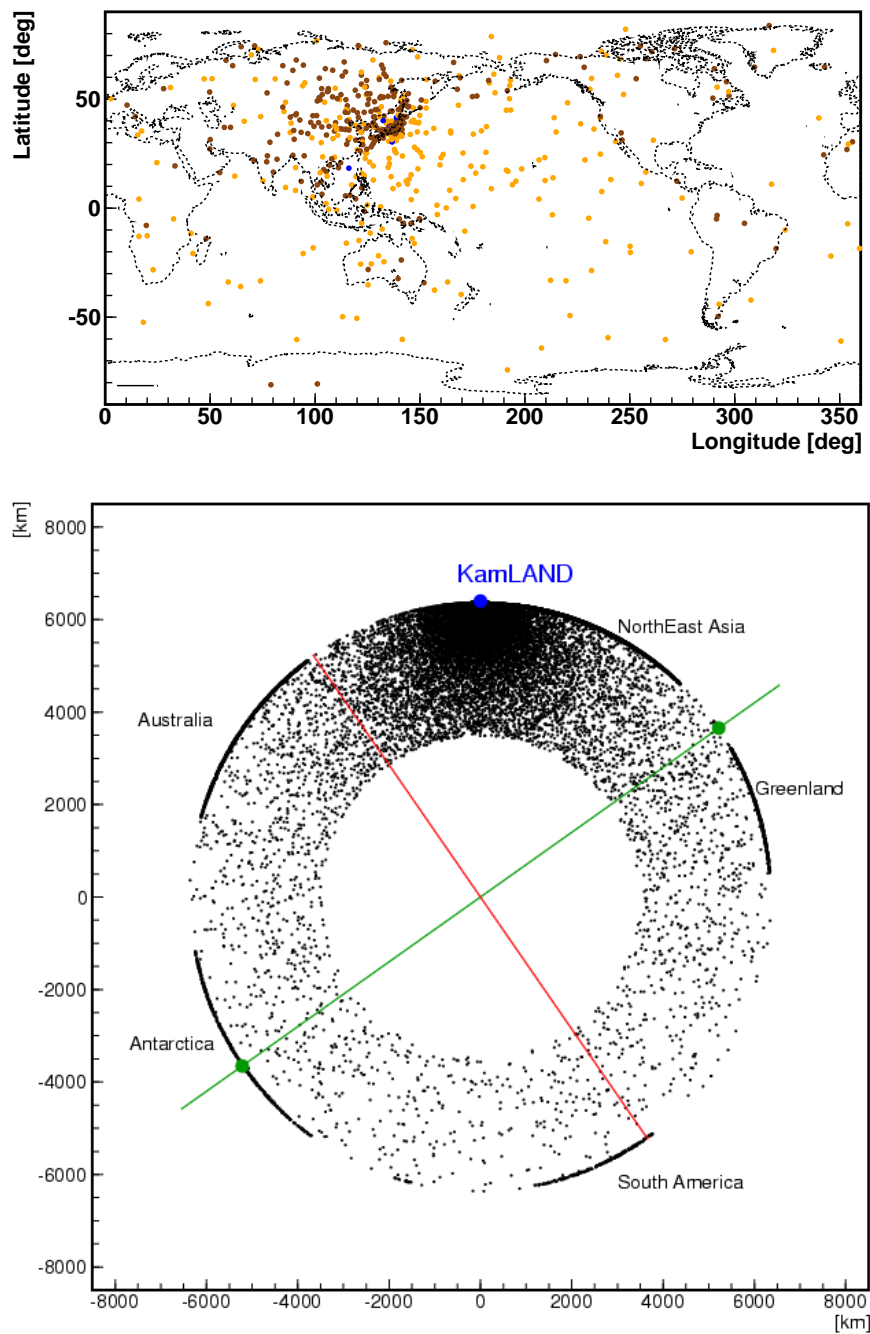 Latitude [deg]
50
0
-50
0 50 100 150 200 250 300 350
Longitude [deg]
[km]
8000
KamLAND
6000
NorthEast Asia
4000
Australia
Greenland
2000
0
-2000
Antarctica
-4000
-6000
South America
-8000
-8000 -6000 -4000 -2000 0 2000 4000 6000 8000
[km]